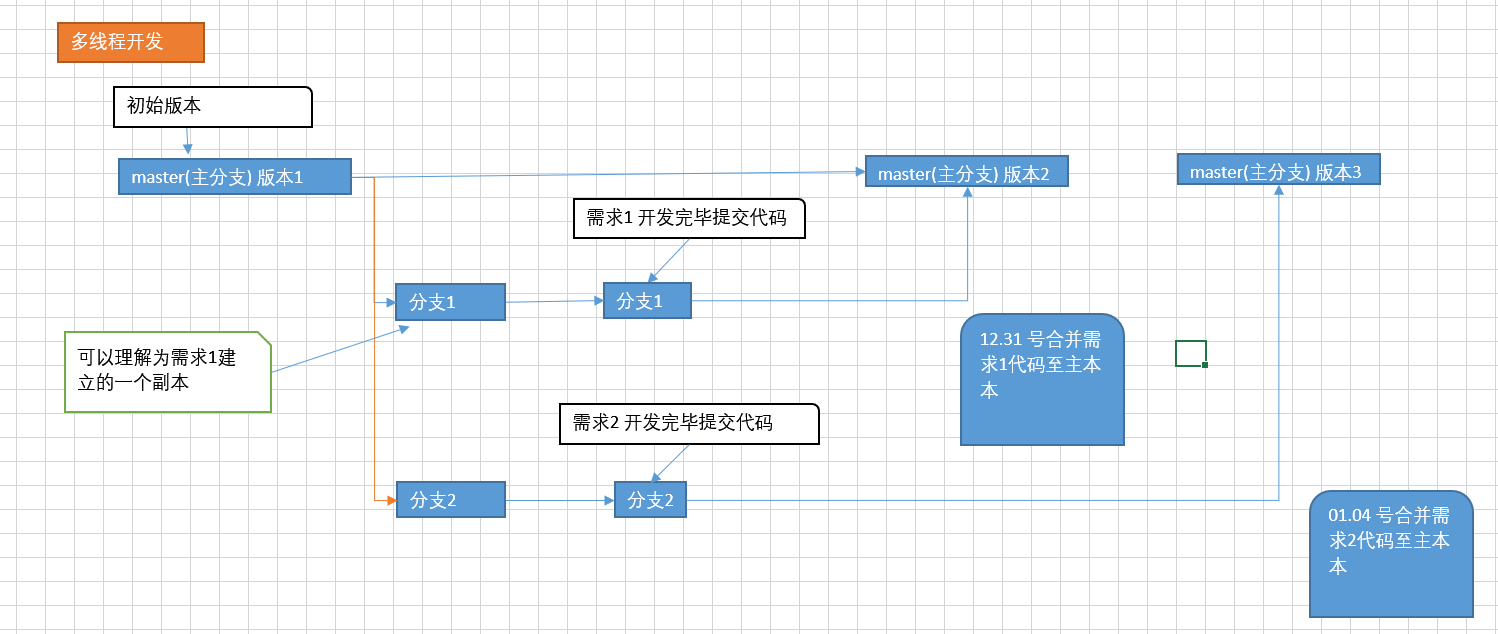 多线程开发
初始版本
master(主分支) 版本1
master(主分支) 版本2
master(主分支) 版本3
需求1 开发完毕提交代码
分支1
分支1
可以理解为需求1建
立的一个副本
12.31 号合并需
求1代码至主本
本
需求2 开发完毕提交代码
分支2
分支2
01.04 号合并需
求2代码至主本
本